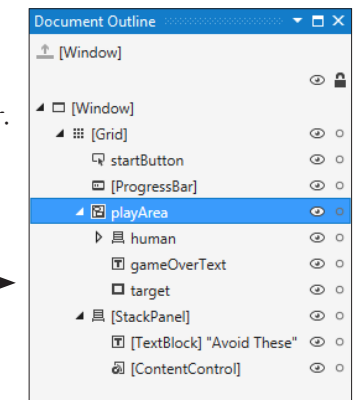 Document Outline
[Window]
r.
[Window]
[Grid]
startButton
[ProgressBar]
playArea
human
gameOverText
target
[StackPanel]
[TextBlock] "Avoid These"
[ContentControl]